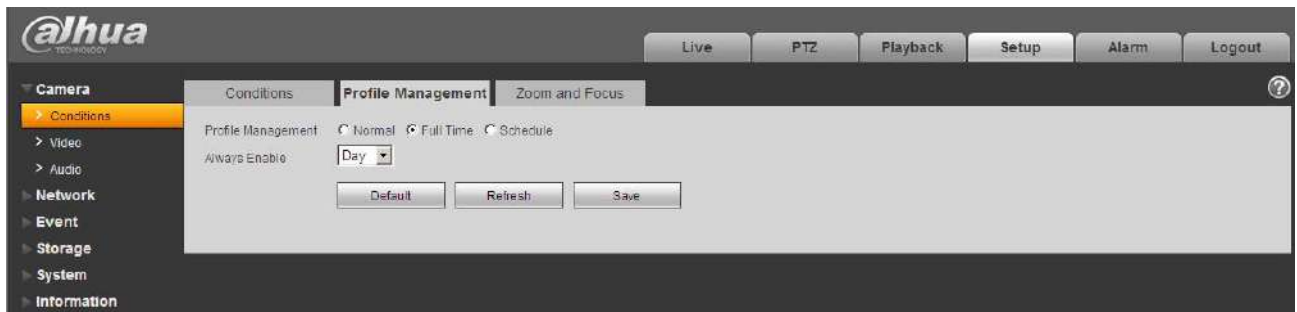 alhua
TECHNOLOGY
Live PTZ Playback Setup Alarm Logout
Camera
Conditions Profile Management Zoom and Focus
> Conditions
Profile Management Normal Full Time Schedule
> Video
Always Enable Day
> Audio
Default Refresh Save
Network
Event
Storage
System
Information